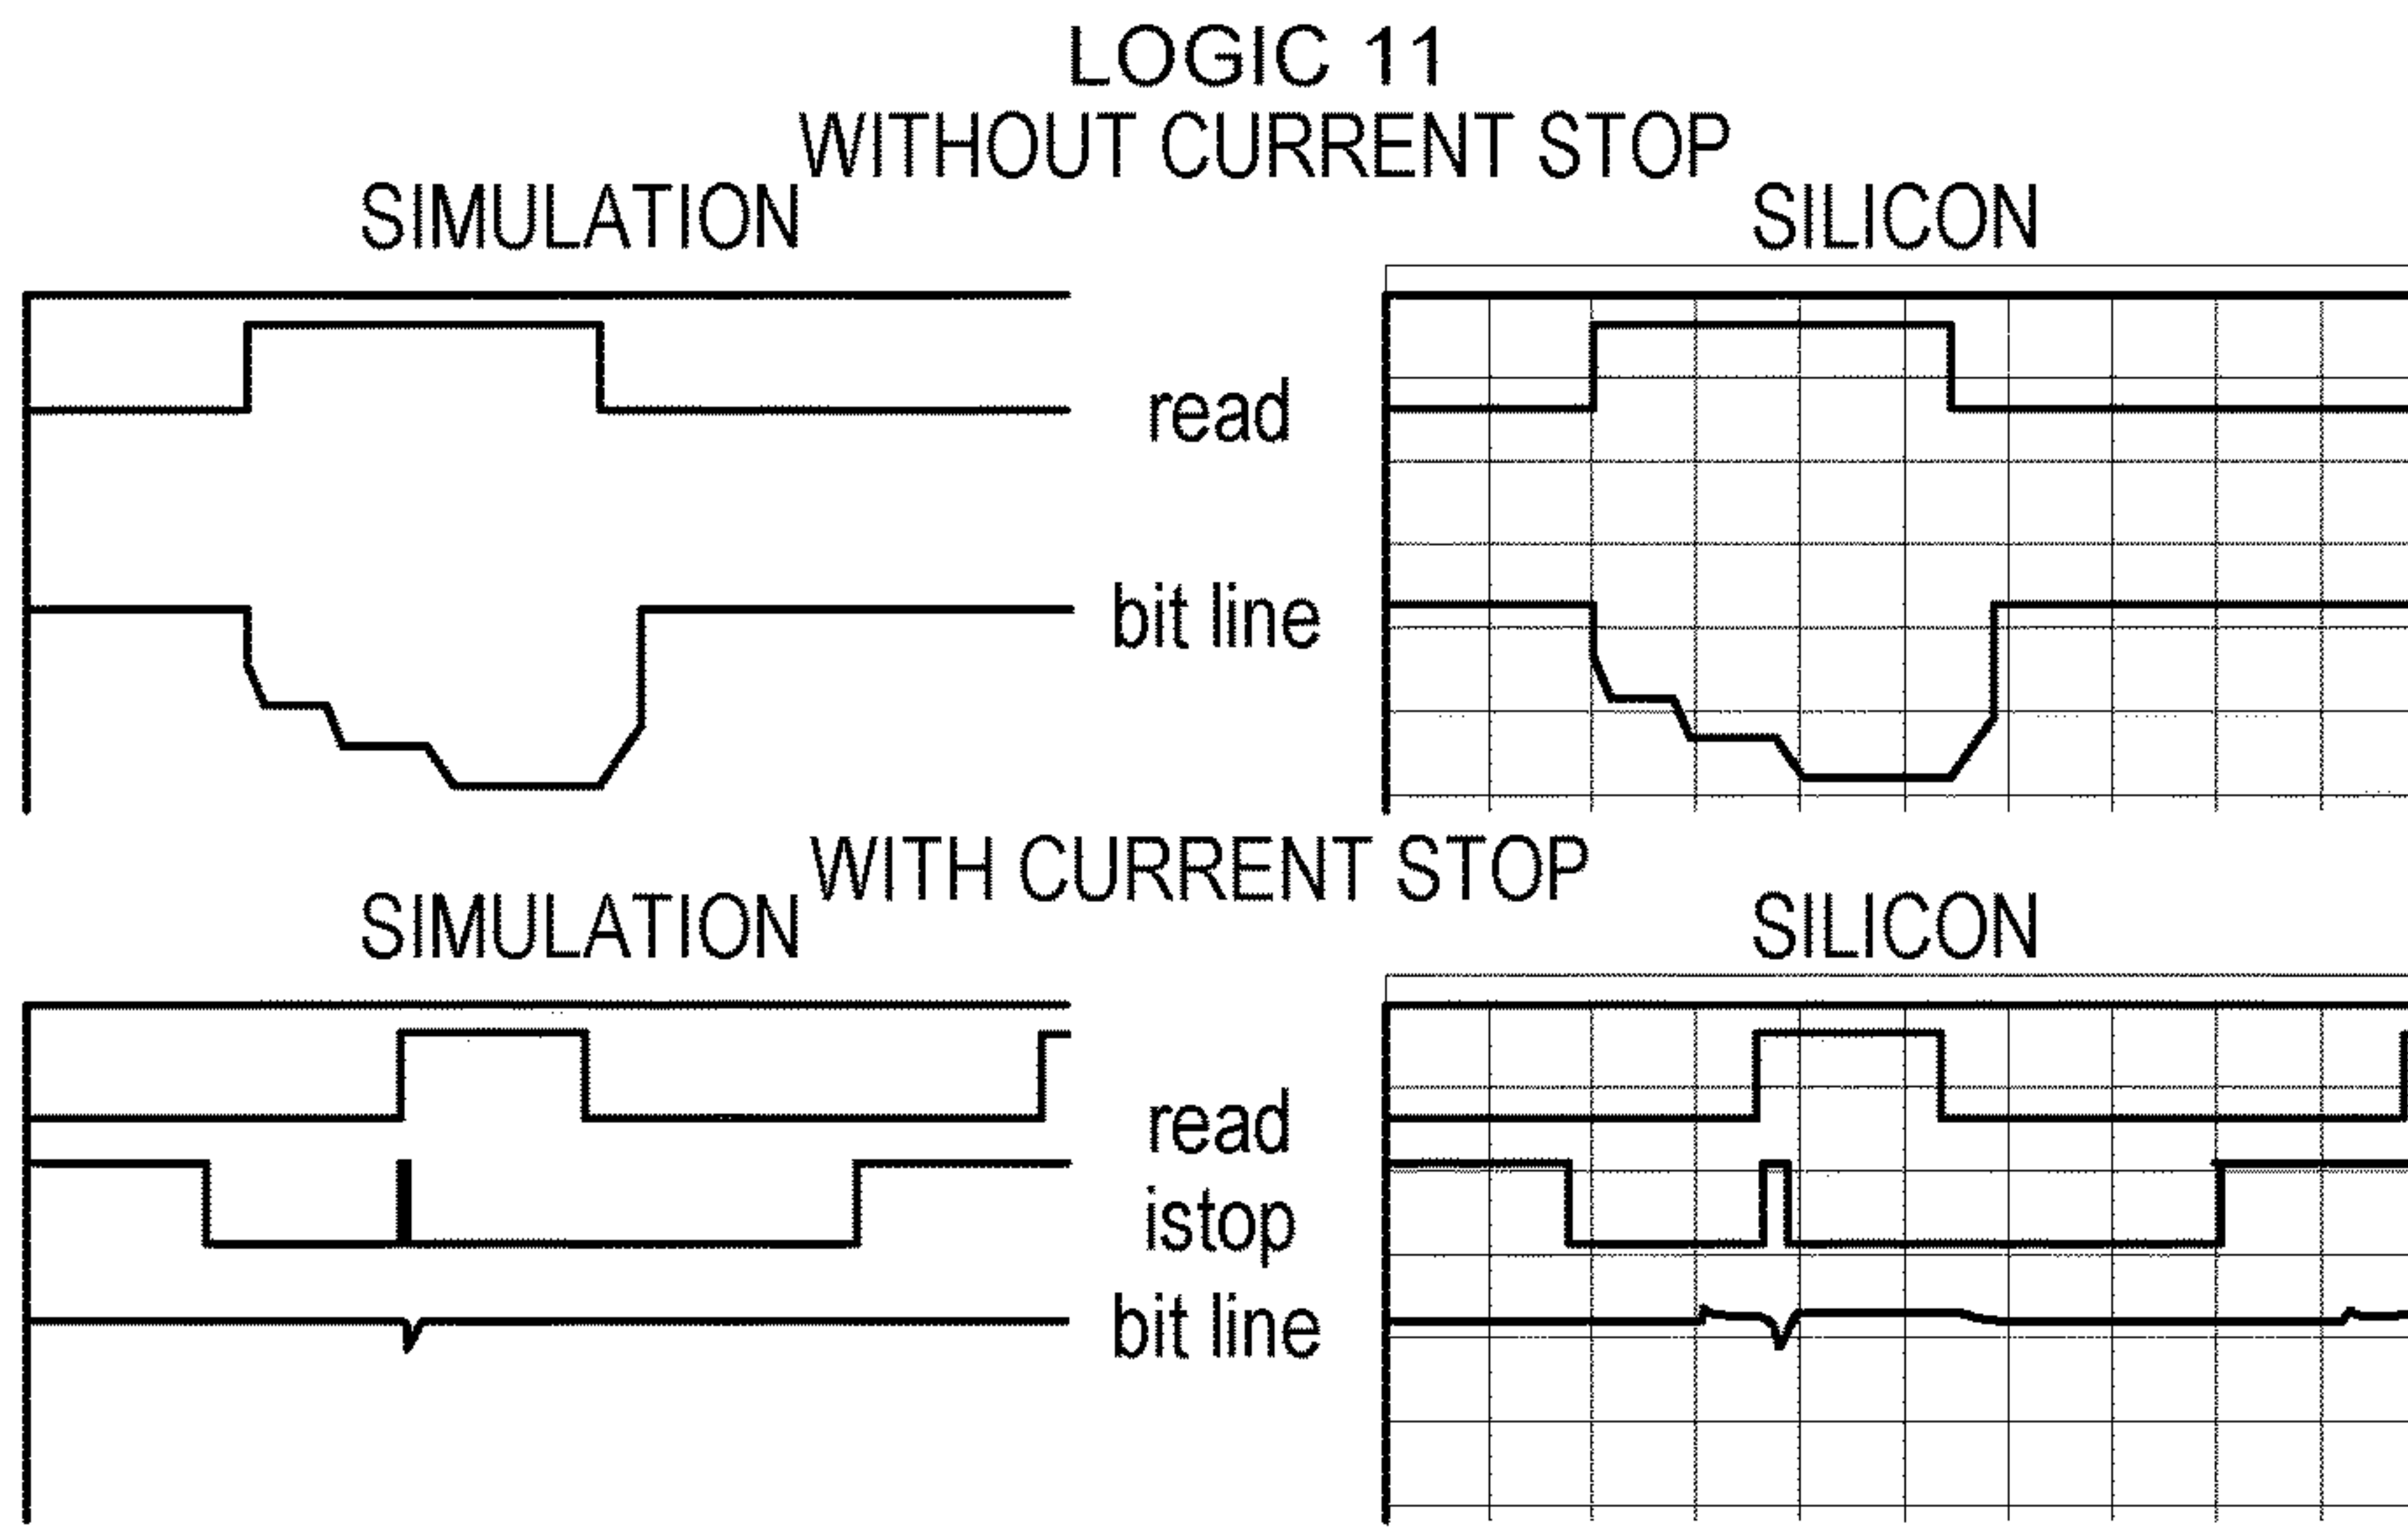 LOGIC 11
WITHOUT CURRENT STOP
SIMULATION
SILICON
read
bit line
WITH CURRENT STOP
SIMULATION
SILICON
read
istop
bit line